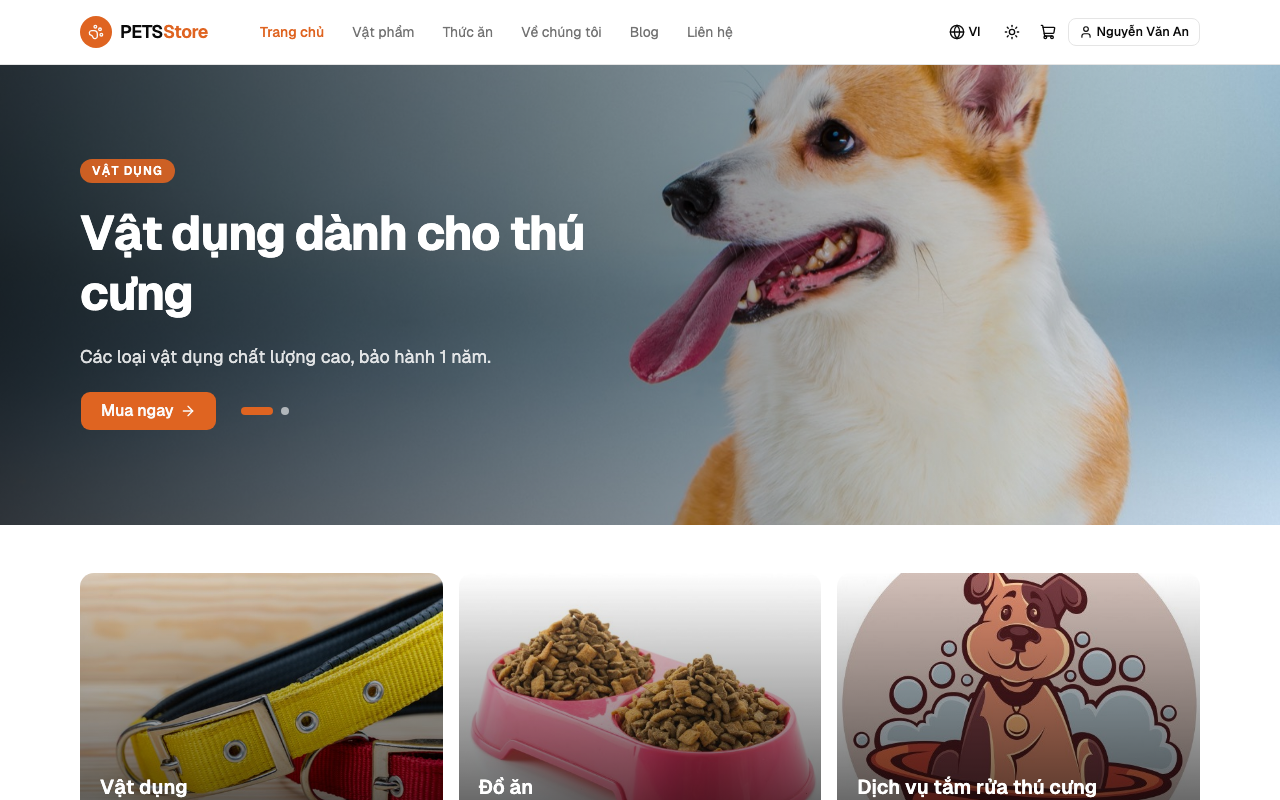 PETSStore
Trang chủ
Vật phẩm
Thức ăn
Về chúng tôi
Blog
Liên hệ
VI
Nguyễn Văn An
VẬT DỤNG
Vật dụng dành cho thú
cưng
Các loại vật dụng chất lượng cao, bảo hành 1 năm.
Mua ngay
Vật dụng
Đồ ăn
Dịch vụ tắm rửa thú cưng